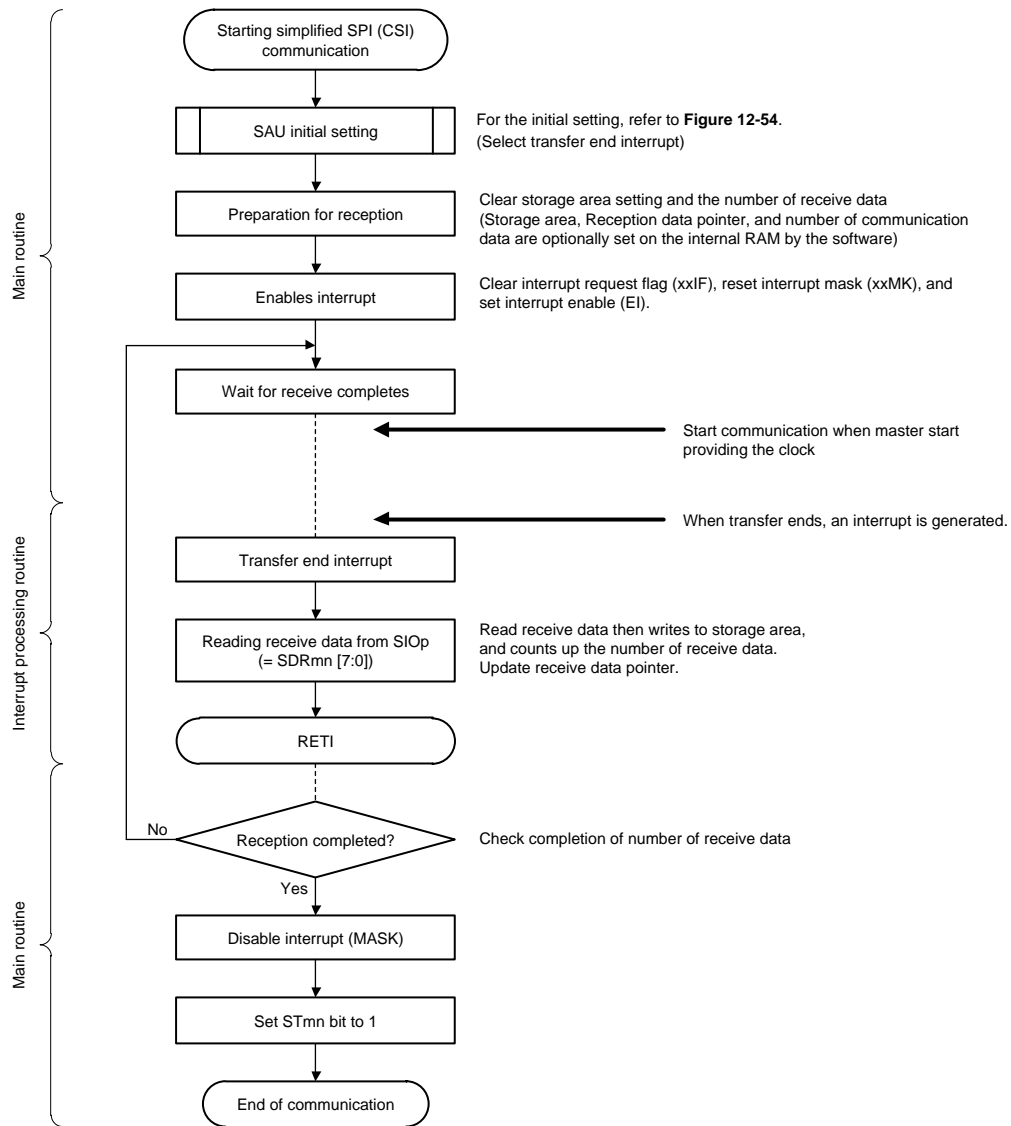 Starting simplified SPI (CSI)
communication
SAU initial setting
For the initial setting, refer to Figure 12-54.
(Select transfer end interrupt)
Main routine
Preparation for reception
Clear storage area setting and the number of receive data
(Storage area, Reception data pointer, and number of communication
data are optionally set on the internal RAM by the software)
Enables interrupt
Clear interrupt request flag (xxIF), reset interrupt mask (xxMK), and
set interrupt enable (EI).
Wait for receive completes
Start communication when master start
providing the clock
When transfer ends, an interrupt is generated.
Interrupt processing routine
Transfer end interrupt
Reading receive data from SIOp
(= SDRmn [7:0])
Read receive data then writes to storage area,
and counts up the number of receive data.
Update receive data pointer.
RETI
No
Reception completed?
Check completion of number of receive data
Yes
Main routine
Disable interrupt (MASK)
Set STmn bit to 1
End of communication